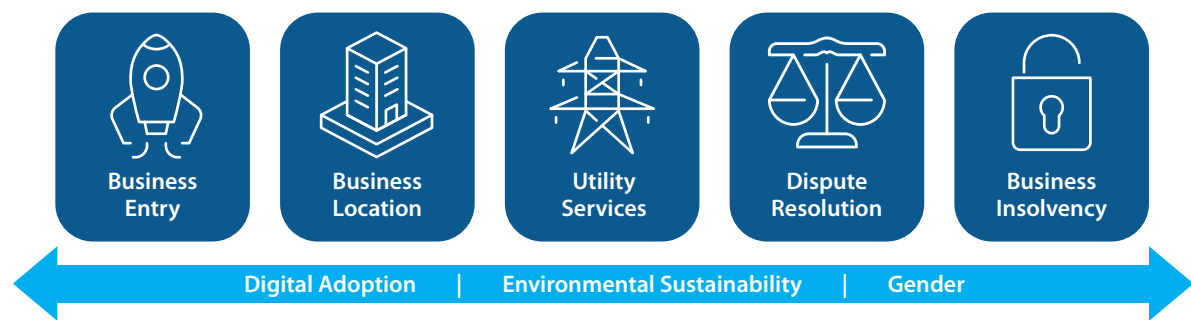 Business
Entry
Business
Location
Utility
Services
Dispute
Resolution
Business
Insolvency
Digital Adoption | Environmental Sustainability | Gender